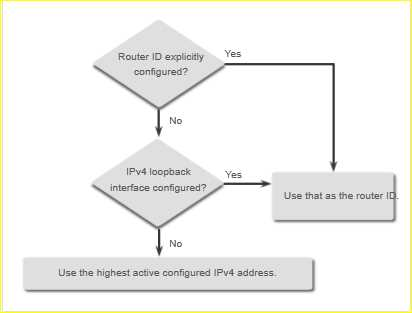 Router ID explicitly
configured?
Yes
No
IPv4 loopback
interface configured?
Yes
Use that as the router ID.
No
Use the highest active configured IPv4 address.